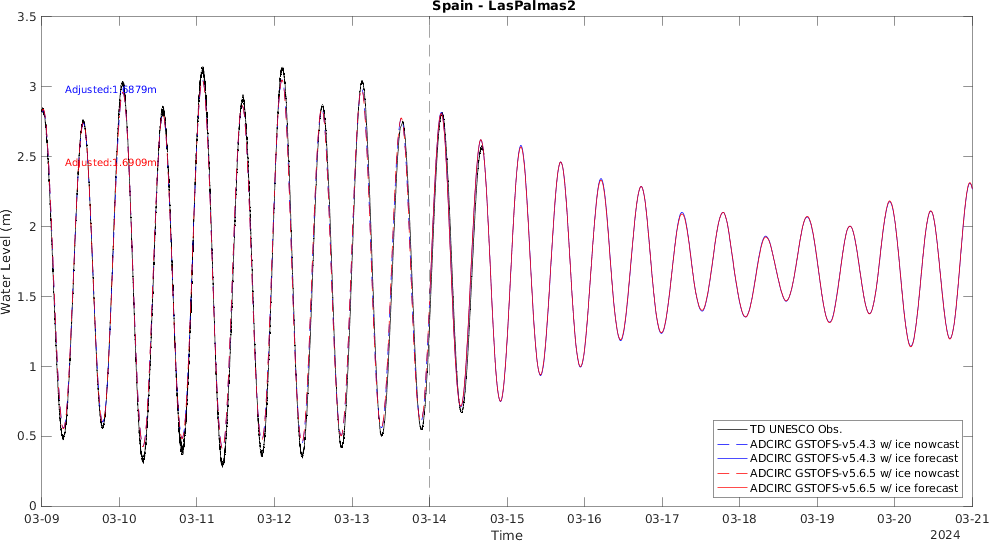 Spain - LasPalmas2
3.5
3
2.5
2
1.5
1
0.5
0
Water Level (m)
Adjusted:1.6879m
Adjusted:1.6909m
TD UNESCO Obs.
ADCIRC GSTOFS-v5.4.3 w/ ice nowcast
ADCIRC GSTOFS-v5.4.3 w/ ice forecast
ADCIRC GSTOFS-v5.6.5 w/ ice nowcast
ADCIRC GSTOFS-v5.6.5 w/ ice forecast
03-09 03-10 03-11 03-12 03-13 03-14 03-15 03-16 03-17 03-18 03-19 03-20 03-21
Time
2024